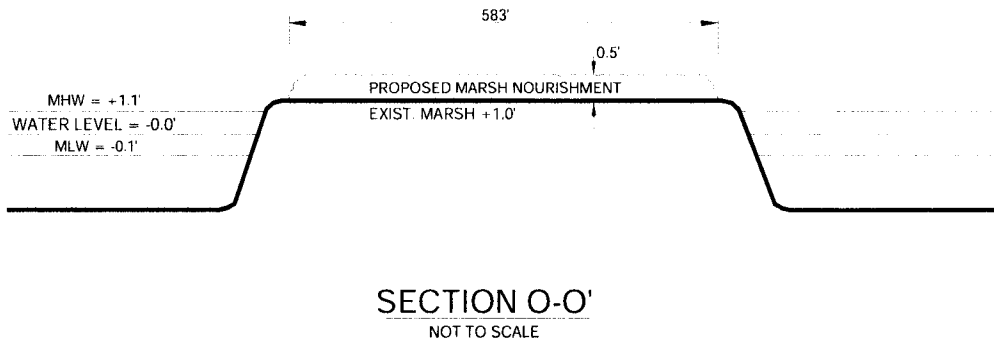 583'
0.5'
PROPOSED MARSH NOURISHMENT
MHW = +1.1'
EXIST. MARSH +1.0'
WATER LEVEL = -0.0'
MLW = -0.1'
SECTION O-O'
NOT TO SCALE